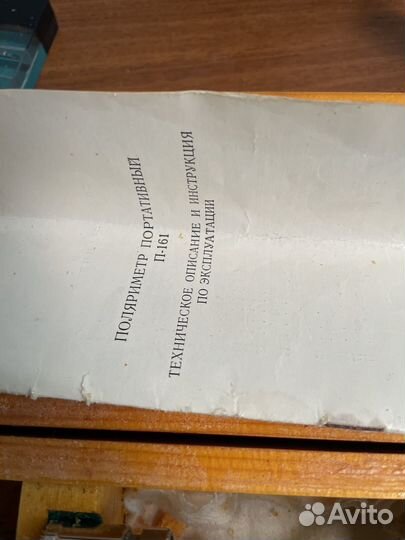 ПОЛЯРИМЕТР ПОРТАТИВНЫЙ
П-161
ТЕХНИЧЕСКОЕ ОПИСАНИЕ И ИНСТРУКЦИЯ
ПО ЭКСПЛУАТАЦИИ
Avito